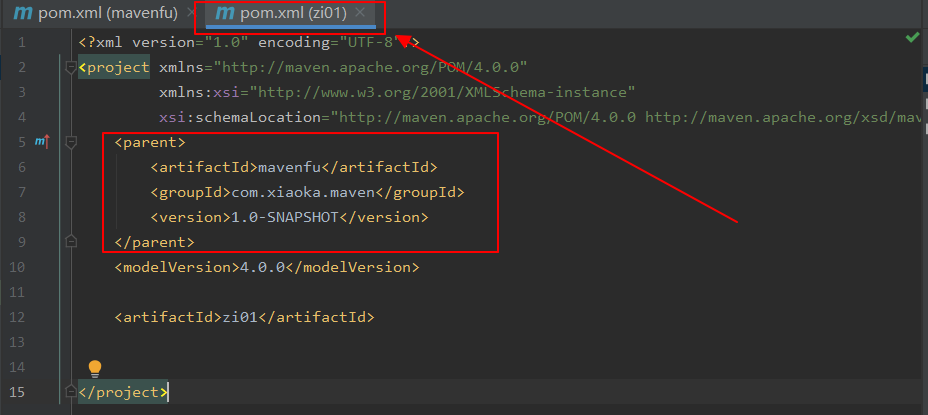 pom.xml (mavenfu) × pom.xml (zi01) ×
1 <?xml version="1.0" encoding="UTF-8"?>
2 <project xmlns="http://maven.apache.org/POM/4.0.0"
3 xmlns:xsi="http://www.w3.org/2001/XMLSchema-instance"
4 xsi:schemaLocation="http://maven.apache.org/POM/4.0.0 http://maven.apache.org/xsd/mav
5 m <parent>
6 <artifactId>mavenfu</artifactId>
7 <groupId>com.xiaoka.maven</groupId>
8 <version>1.0-SNAPSHOT</version>
9 </parent>
10 <modelVersion>4.0.0</modelVersion>
11
12 <artifactId>zi01</artifactId>
13
14
15 </project>